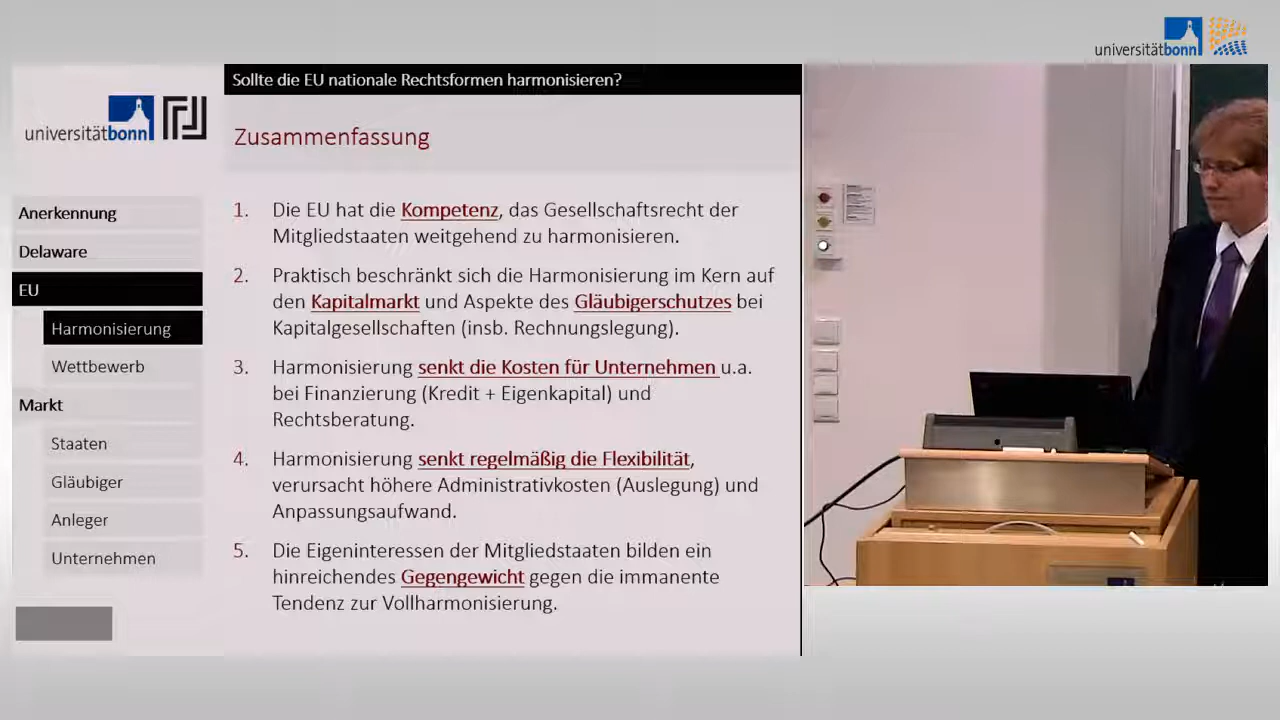 universitätbonn
Sollte die EU nationale Rechtsformen harmonisieren?
universitätbonn
Zusammenfassung
Anerkennung
Delaware
EU
Harmonisierung
Wettbewerb
Markt
Staaten
Gläubiger
Anleger
Unternehmen
1. Die EU hat die Kompetenz, das Gesellschaftsrecht der
Mitgliedstaaten weitgehend zu harmonisieren.
2. Praktisch beschränkt sich die Harmonisierung im Kern auf
den Kapitalmarkt und Aspekte des Gläubigerschutzes bei
Kapitalgesellschaften (insb. Rechnungslegung).
3. Harmonisierung senkt die Kosten für Unternehmen u.a.
bei Finanzierung (Kredit + Eigenkapital) und
Rechtsberatung.
4. Harmonisierung senkt regelmäßig die Flexibilität,
verursacht höhere Administrativkosten (Auslegung) und
Anpassungsaufwand.
5. Die Eigeninteressen der Mitgliedstaaten bilden ein
hinreichendes Gegengewicht gegen die immanente
Tendenz zur Vollharmonisierung.